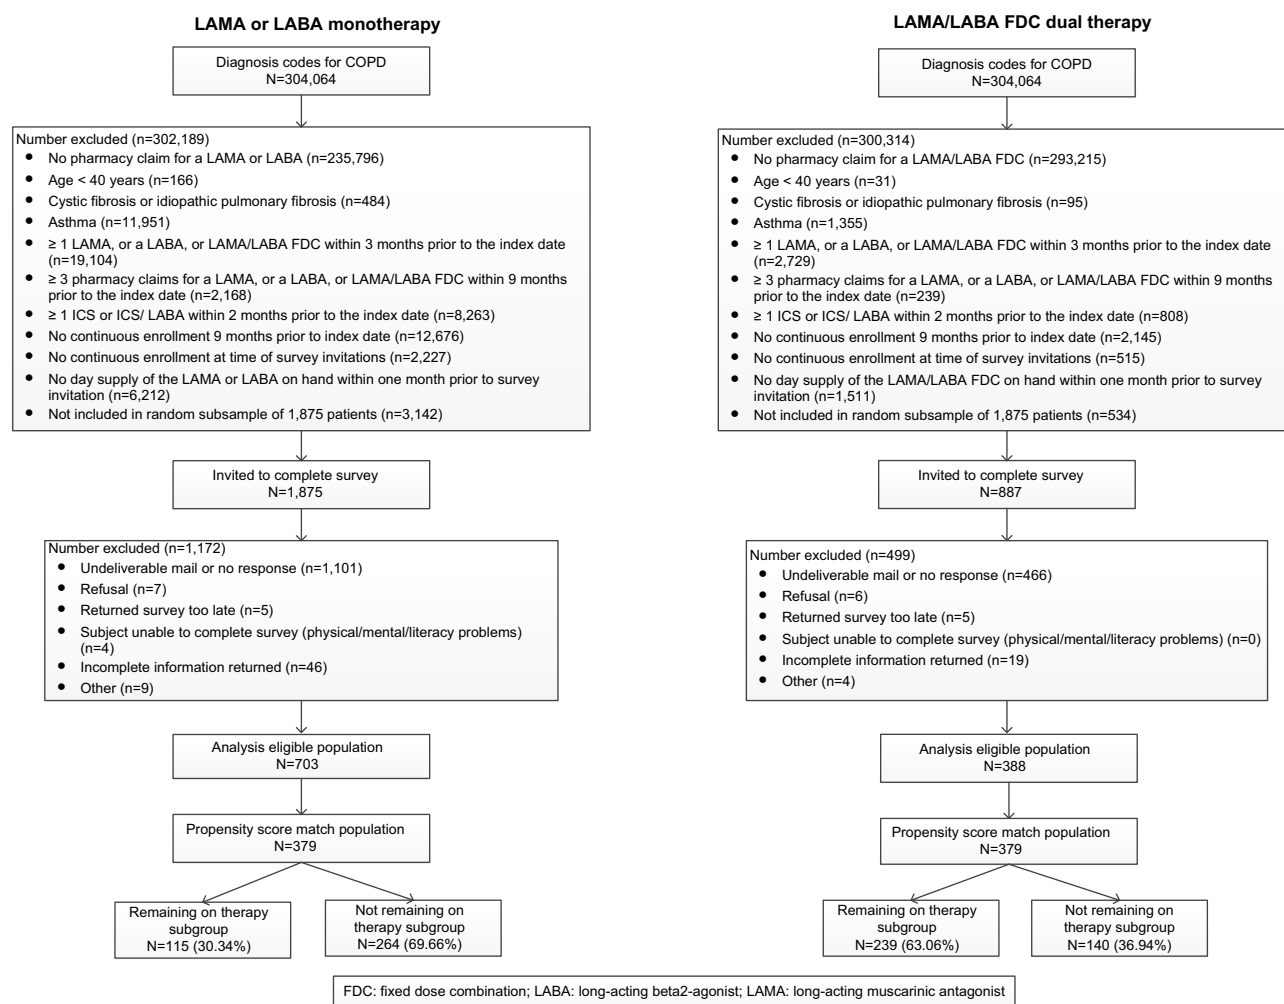 LAMA or LABA monotherapy
Diagnosis codes for COPD
N=304,064
Number excluded (n=302,189)
● No pharmacy claim for a LAMA or LABA (n=235,796)
● Age < 40 years (n=166)
● Cystic fibrosis or idiopathic pulmonary fibrosis (n=484)
● Asthma (n=11,951)
● ≥ 1 LAMA, or a LABA, or LAMA/LABA FDC within 3 months prior to the index date
(n=19,104)
● ≥ 3 pharmacy claims for a LAMA, or a LABA, or LAMA/LABA FDC within 9 months
prior to the index date (n=2,168)
● ≥ 1 ICS or ICS/ LABA within 2 months prior to the index date (n=8,263)
● No continuous enrollment 9 months prior to index date (n=12,676)
● No continuous enrollment at time of survey invitations (n=2,227)
● No day supply of the LAMA or LABA on hand within one month prior to survey
invitation (n=6,212)
● Not included in random subsample of 1,875 patients (n=3,142)
Invited to complete survey
N=1,875
Number excluded (n=1,172)
● Undeliverable mail or no response (n=1,101)
● Refusal (n=7)
● Returned survey too late (n=5)
● Subject unable to complete survey (physical/mental/literacy problems)
(n=4)
● Incomplete information returned (n=46)
● Other (n=9)
Analysis eligible population
N=703
Propensity score match population
N=379
Remaining on therapy
subgroup
N=115 (30.34%)
Not remaining on
therapy subgroup
N=264 (69.66%)
LAMA/LABA FDC dual therapy
Diagnosis codes for COPD
N=304,064
Number excluded (n=300,314)
● No pharmacy claim for a LAMA/LABA FDC (n=293,215)
● Age < 40 years (n=31)
● Cystic fibrosis or idiopathic pulmonary fibrosis (n=95)
● Asthma (n=1,355)
● ≥ 1 LAMA, or a LABA, or LAMA/LABA FDC within 3 months prior to the index date
(n=2,729)
● ≥ 3 pharmacy claims for a LAMA, or a LABA, or LAMA/LABA FDC within 9 months
prior to the index date (n=239)
● ≥ 1 ICS or ICS/ LABA within 2 months prior to the index date (n=808)
● No continuous enrollment 9 months prior to index date (n=2,145)
● No continuous enrollment at time of survey invitations (n=515)
● No day supply of the LAMA/LABA FDC on hand within one month prior to survey
invitation (n=1,511)
● Not included in random subsample of 1,875 patients (n=534)
Invited to complete survey
N=887
Number excluded (n=499)
● Undeliverable mail or no response (n=466)
● Refusal (n=6)
● Returned survey too late (n=5)
● Subject unable to complete survey (physical/mental/literacy problems) (n=0)
● Incomplete information returned (n=19)
● Other (n=4)
Analysis eligible population
N=388
Propensity score match population
N=379
Remaining on therapy
subgroup
N=239 (63.06%)
Not remaining on
therapy subgroup
N=140 (36.94%)
FDC: fixed dose combination; LABA: long-acting beta2-agonist; LAMA: long-acting muscarinic antagonist